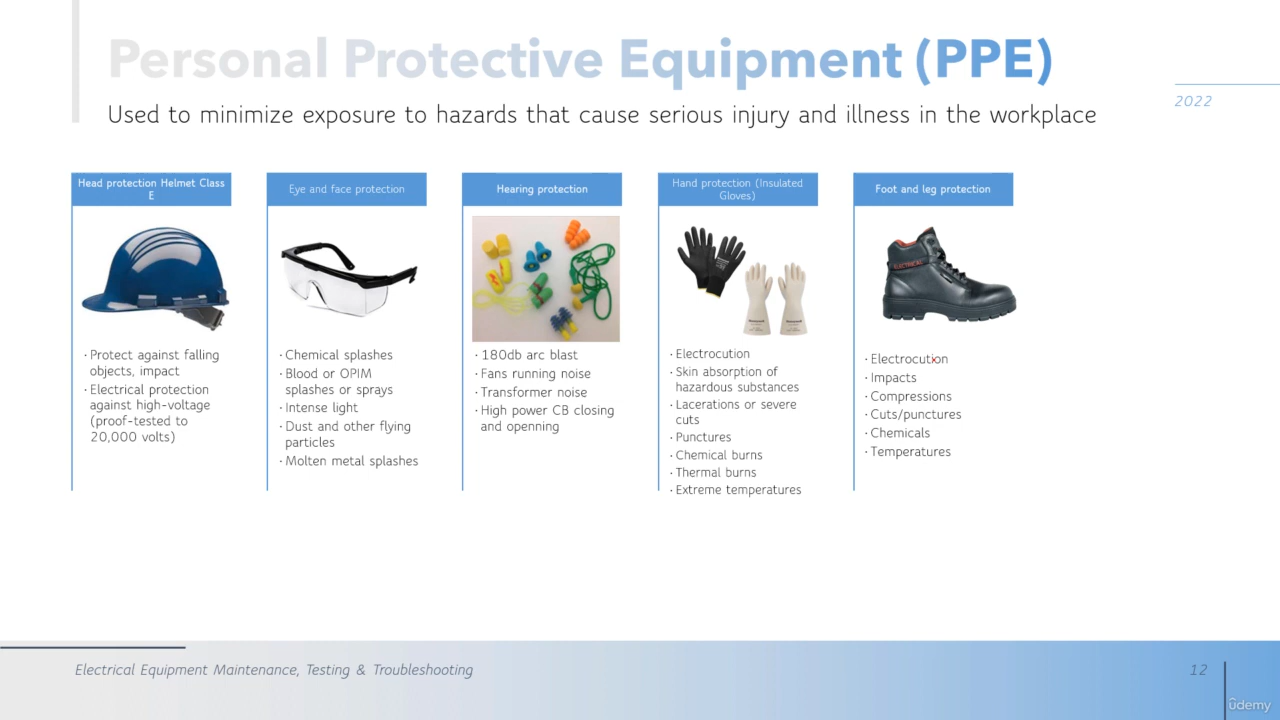 Personal Protective Equipment (PPE)
Used to minimize exposure to hazards that cause serious injury and illness in the workplace
2022
Head protection Helmet Class
E
· Protect against falling
objects, impact
· Electrical protection
against high-voltage
(proof-tested to
20,000 volts)
Eye and face protection
· Chemical splashes
· Blood or OPIM
splashes or sprays
· Intense light
· Dust and other flying
particles
· Molten metal splashes
Hearing protection
· 180db arc blast
· Fans running noise
· Transformer noise
· High power CB closing
and openning
Hand protection (Insulated
Gloves)
· Electrocution
· Skin absorption of
hazardous substances
· Lacerations or severe
cuts
· Punctures
· Chemical burns
· Thermal burns
· Extreme temperatures
Foot and leg protection
ELECTRICAL
· Electrocution
· Impacts
· Compressions
· Cuts/punctures
· Chemicals
· Temperatures
Electrical Equipment Maintenance, Testing & Troubleshooting
12
ûdemy